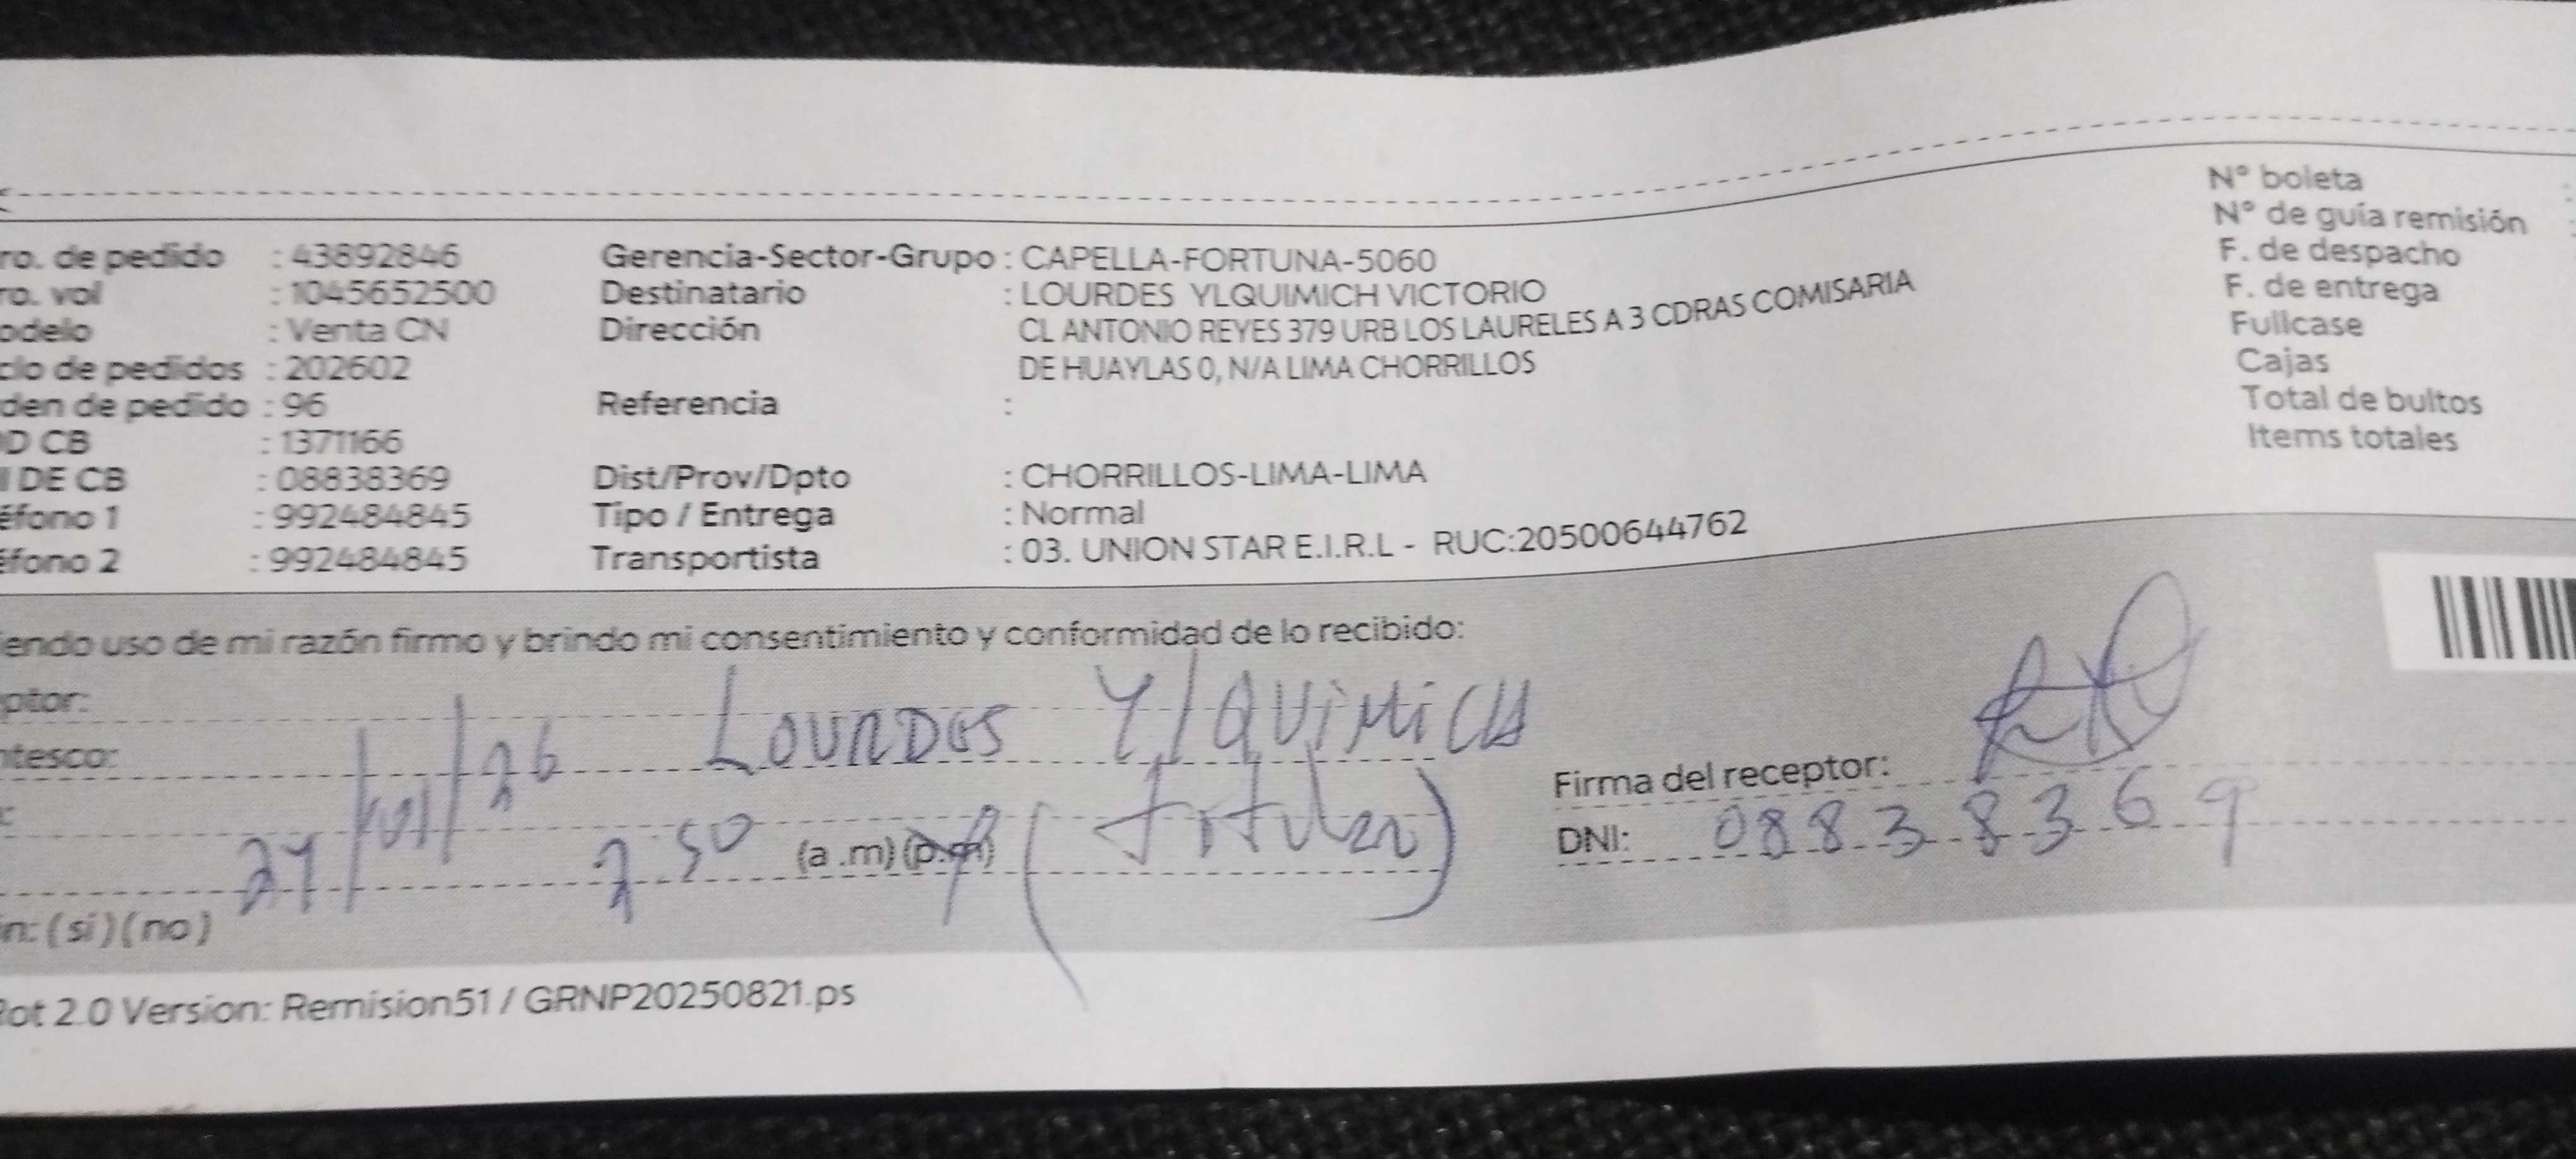 ro. de pedido : 43892846 Gerencia-Sector-Grupo : CAPELLA-FORTUNA-5060 N° boleta
ro. vol : 1045652500 Destinatario : LOURDES YLQUIMICH VICTORIO N° de guía remisión
odelo : Venta CN Dirección CL ANTONIO REYES 379 URB LOS LAURELES A 3 CDRAS COMISARIA F. de despacho
clo de pedidos : 202602 DE HUAYLAS 0, N/A LIMA CHORRILLOS F. de entrega
den de pedido : 96 Referencia : Fullcase
D CB : 1371166 Cajas
I DE CB : 08838369 Dist/Prov/Dpto : CHORRILLOS-LIMA-LIMA Total de bultos
éfono 1 : 992484845 Tipo / Entrega : Normal Items totales
éfono 2 : 992484845 Transportista : 03. UNION STAR E.I.R.L - RUC:20500644762
iendo uso de mi razón firmo y brindo mi consentimiento y conformidad de lo recibido:
ptor: LOURDES Y/QUIMICH
ntesco: Firma del receptor:
(a .m) (p.m) (titular) DNI: 08838369
n: (si) (no)
Rot 2.0 Version: Remision51 / GRNP20250821.ps